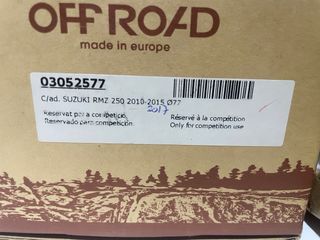 OFF ROAD
made in europe
03052577
C/ad. SUZUKI RMZ 250 2010-2015 Ø77
2017
Reservat per a competició
Réservé à la compétition
Reservado para competición.
Only for competition use